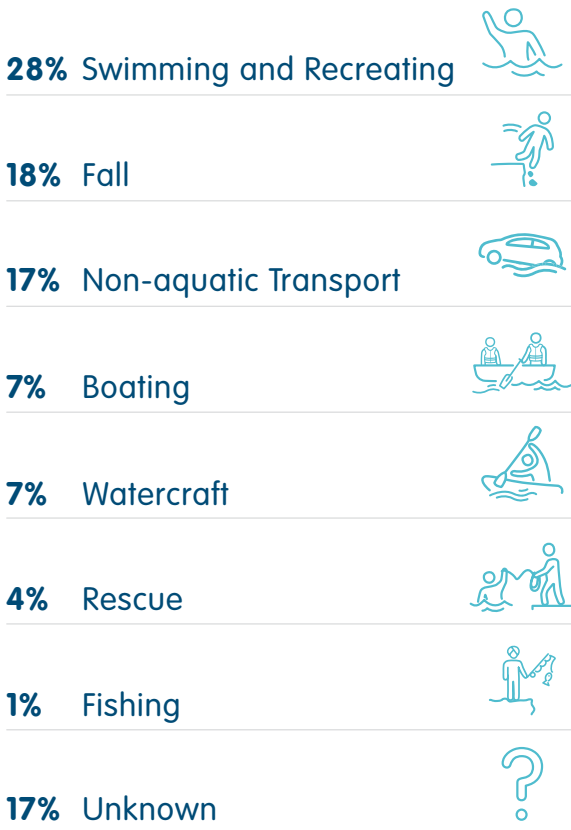 28% Swimming and Recreating
18% Fall
17% Non-aquatic Transport
7% Boating
7% Watercraft
4% Rescue
1% Fishing
17% Unknown